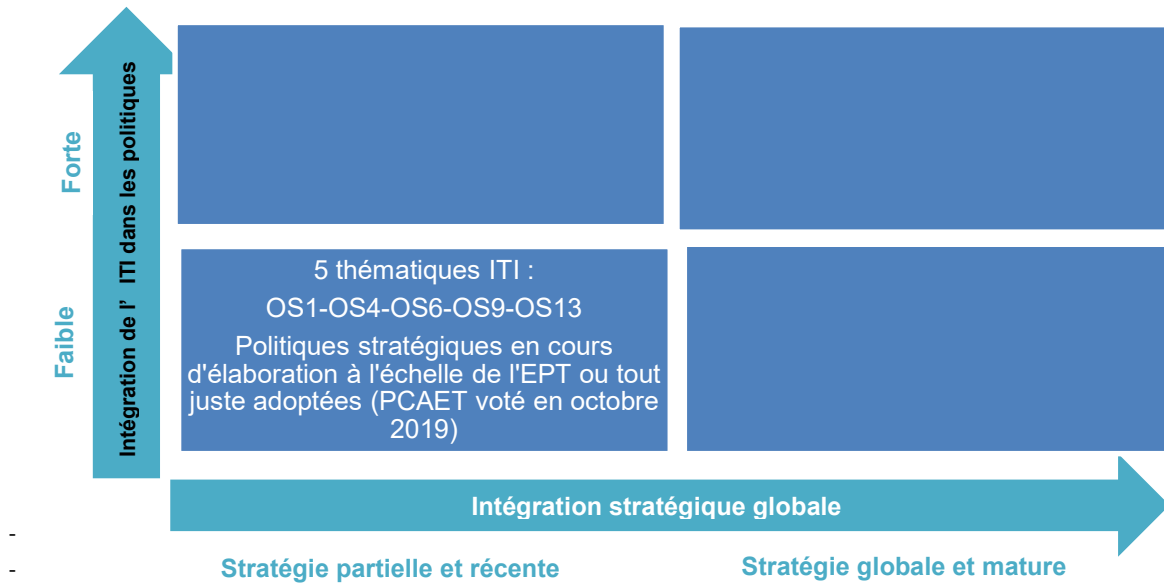 Forte
Faible
Intégration de l' ITI dans les politiques
5 thématiques ITI :
OS1-OS4-OS6-OS9-OS13
Politiques stratégiques en cours
d'élaboration à l'échelle de l'EPT ou tout
juste adoptées (PCAET voté en octobre
2019)
Intégration stratégique globale
-
-
Stratégie partielle et récente
Stratégie globale et mature